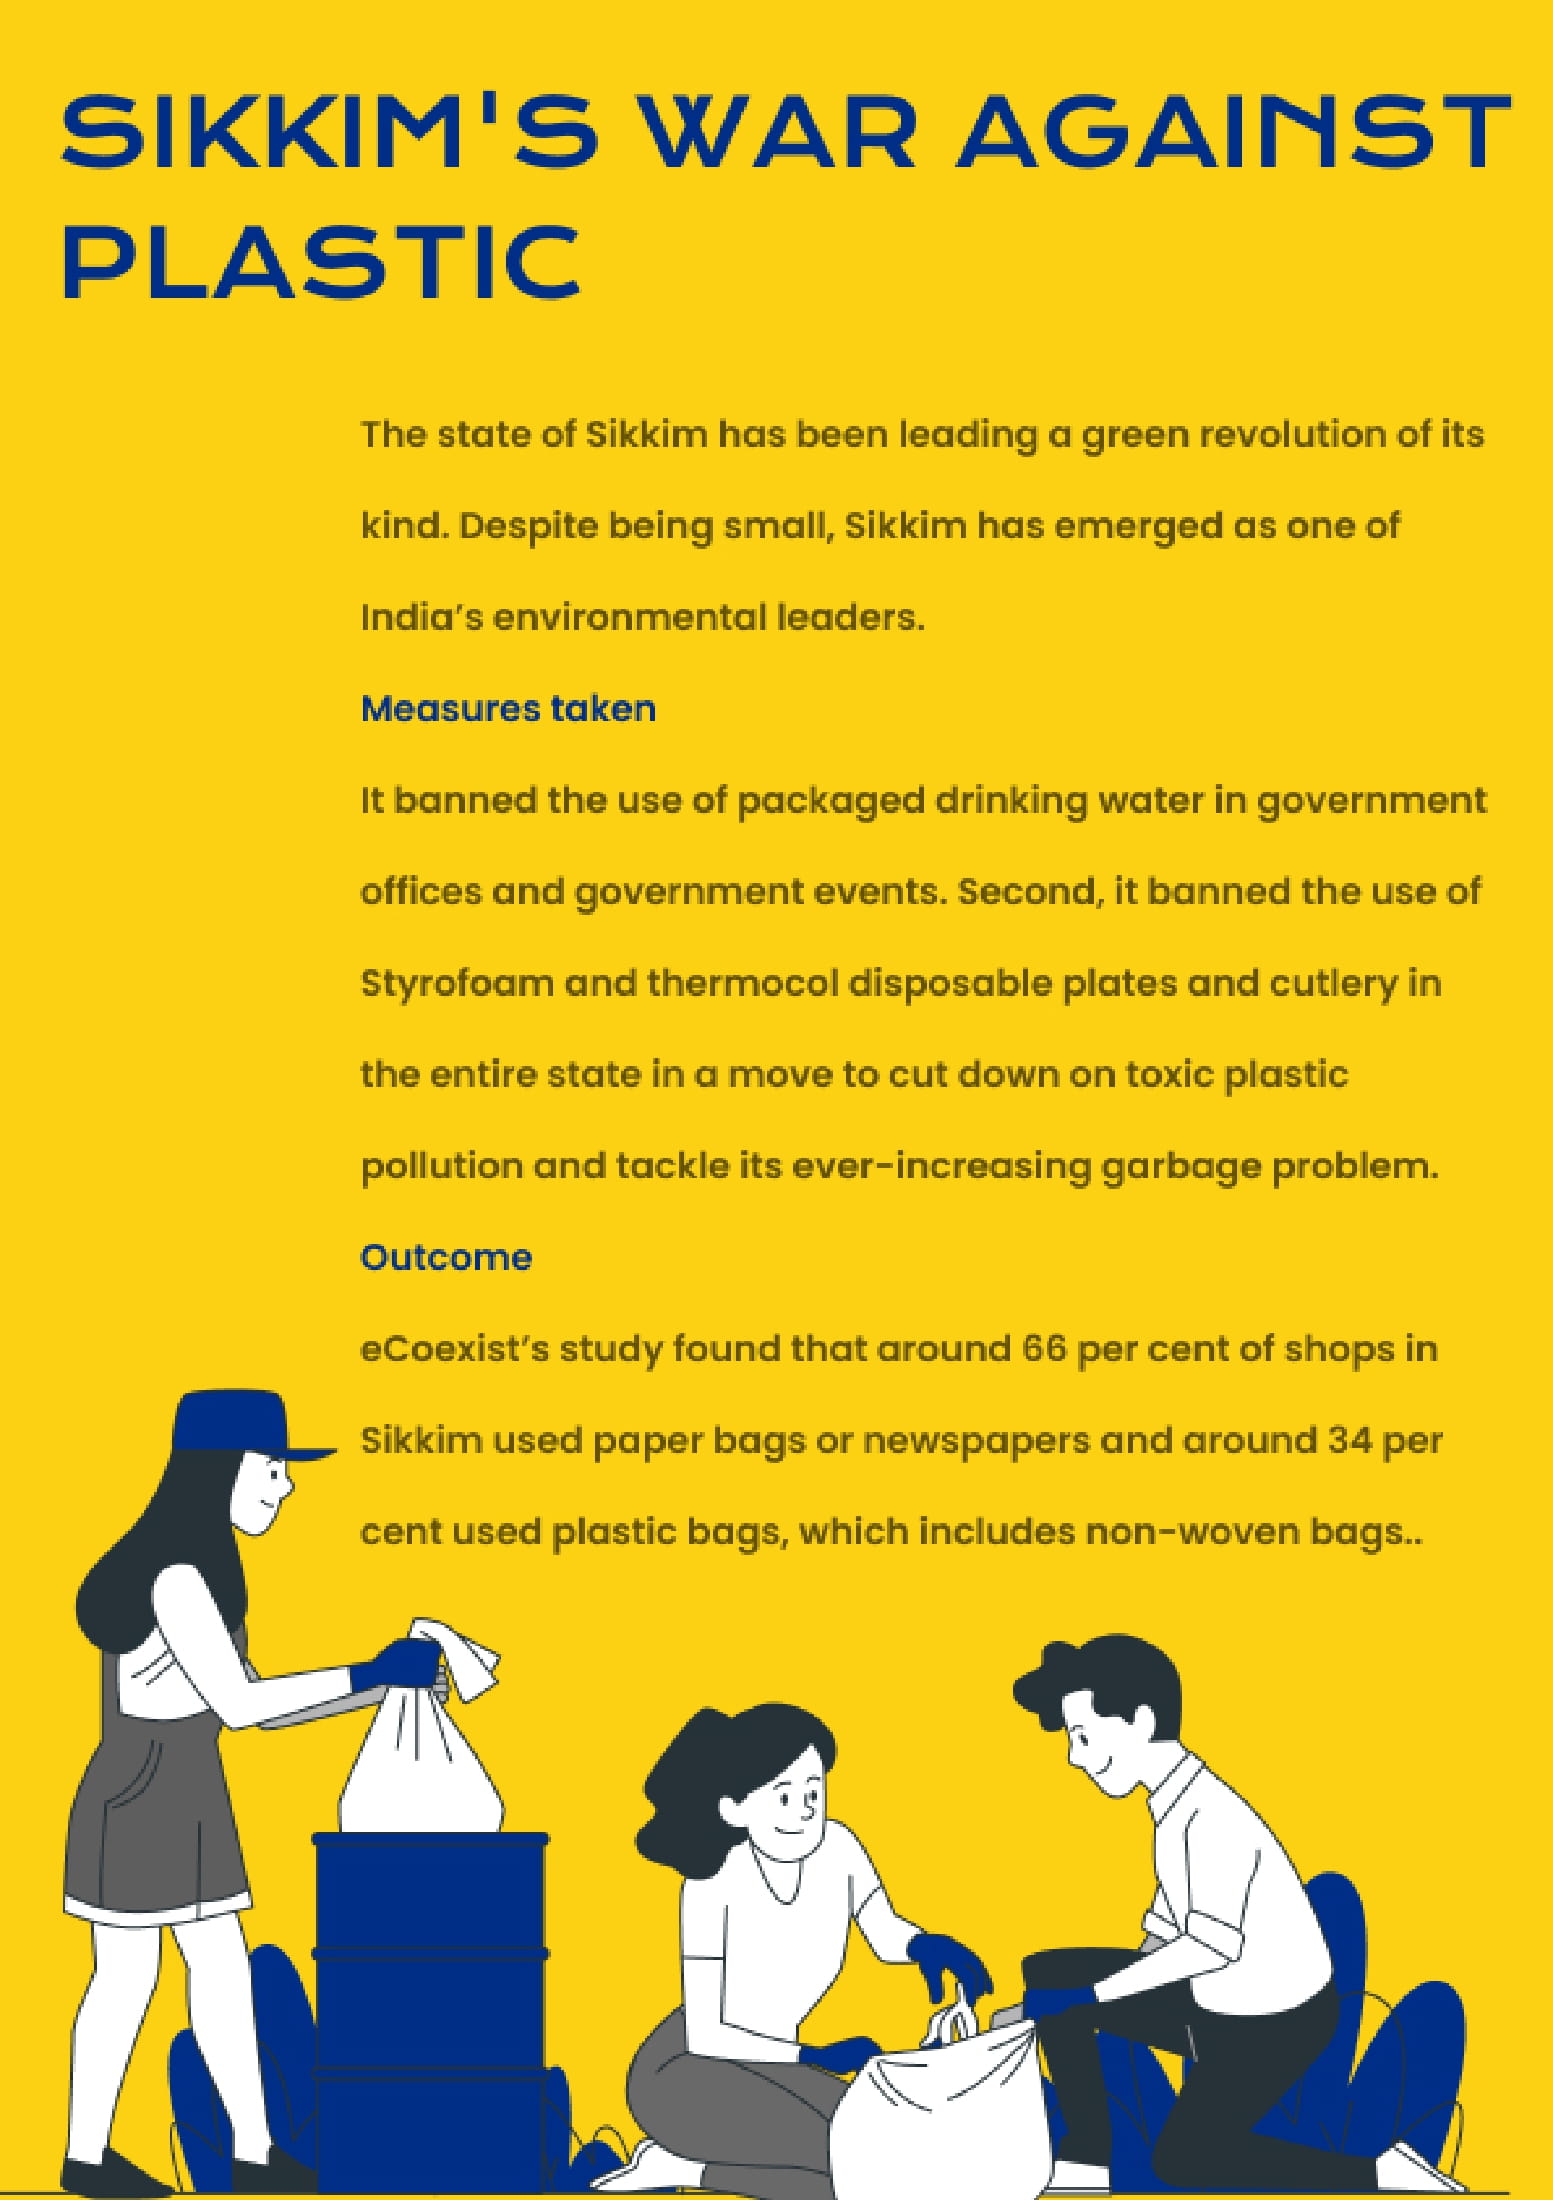 SIKKIM'S WAR AGAINST
PLASTIC
The state of Sikkim has been leading a green revolution of its
kind. Despite being small, Sikkim has emerged as one of
India’s environmental leaders.
Measures taken
It banned the use of packaged drinking water in government
offices and government events. Second, it banned the use of
Styrofoam and thermocol disposable plates and cutlery in
the entire state in a move to cut down on toxic plastic
pollution and tackle its ever-increasing garbage problem.
Outcome
eCoexist’s study found that around 66 per cent of shops in
Sikkim used paper bags or newspapers and around 34 per
cent used plastic bags, which includes non-woven bags..